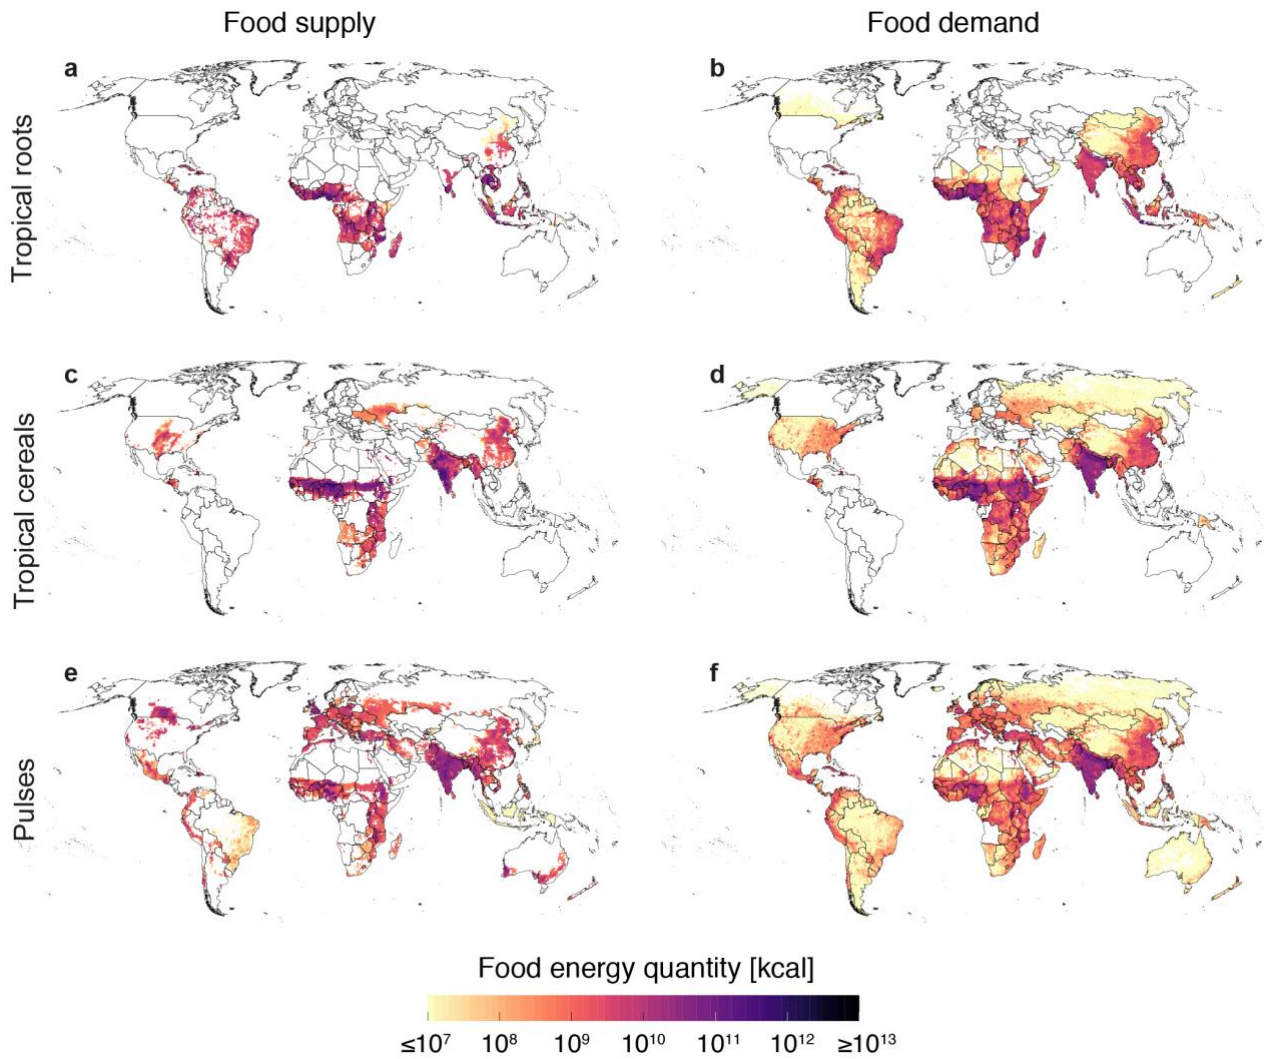 Food supply
Food demand
a
b
Tropical roots
c
d
Tropical cereals
e
f
Pulses
Food energy quantity [kcal]
≤10⁷ 10⁸ 10⁹ 10¹⁰ 10¹¹ 10¹² ≥10¹³